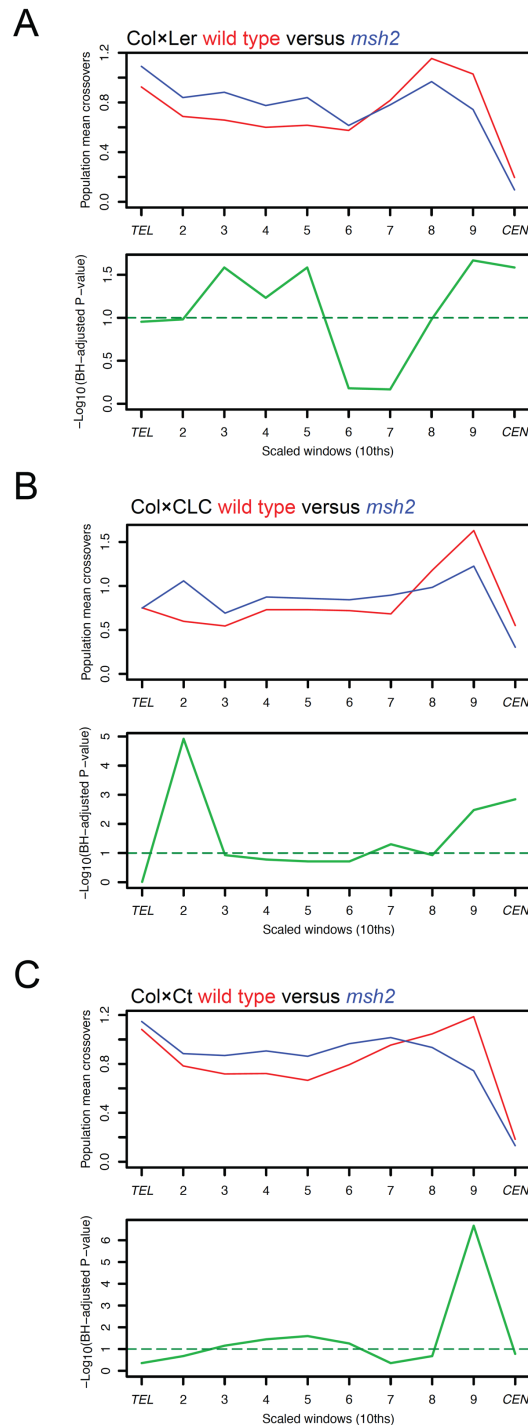 A
Col×Ler wild type versus msh2
Population mean crossovers
1.2
0.8
0.4
0.0
TEL 2 3 4 5 6 7 8 9 CEN
−Log10(BH−adjusted P−value)
1.5
1.0
0.5
0.0
TEL 2 3 4 5 6 7 8 9 CEN
Scaled windows (10ths)
B
Col×CLC wild type versus msh2
Population mean crossovers
1.5
1.0
0.5
0.0
TEL 2 3 4 5 6 7 8 9 CEN
−Log10(BH−adjusted P−value)
5
4
3
2
1
0
TEL 2 3 4 5 6 7 8 9 CEN
Scaled windows (10ths)
C
Col×Ct wild type versus msh2
Population mean crossovers
1.2
0.8
0.4
0.0
TEL 2 3 4 5 6 7 8 9 CEN
−Log10(BH−adjusted P−value)
6
5
4
3
2
1
0
TEL 2 3 4 5 6 7 8 9 CEN
Scaled windows (10ths)